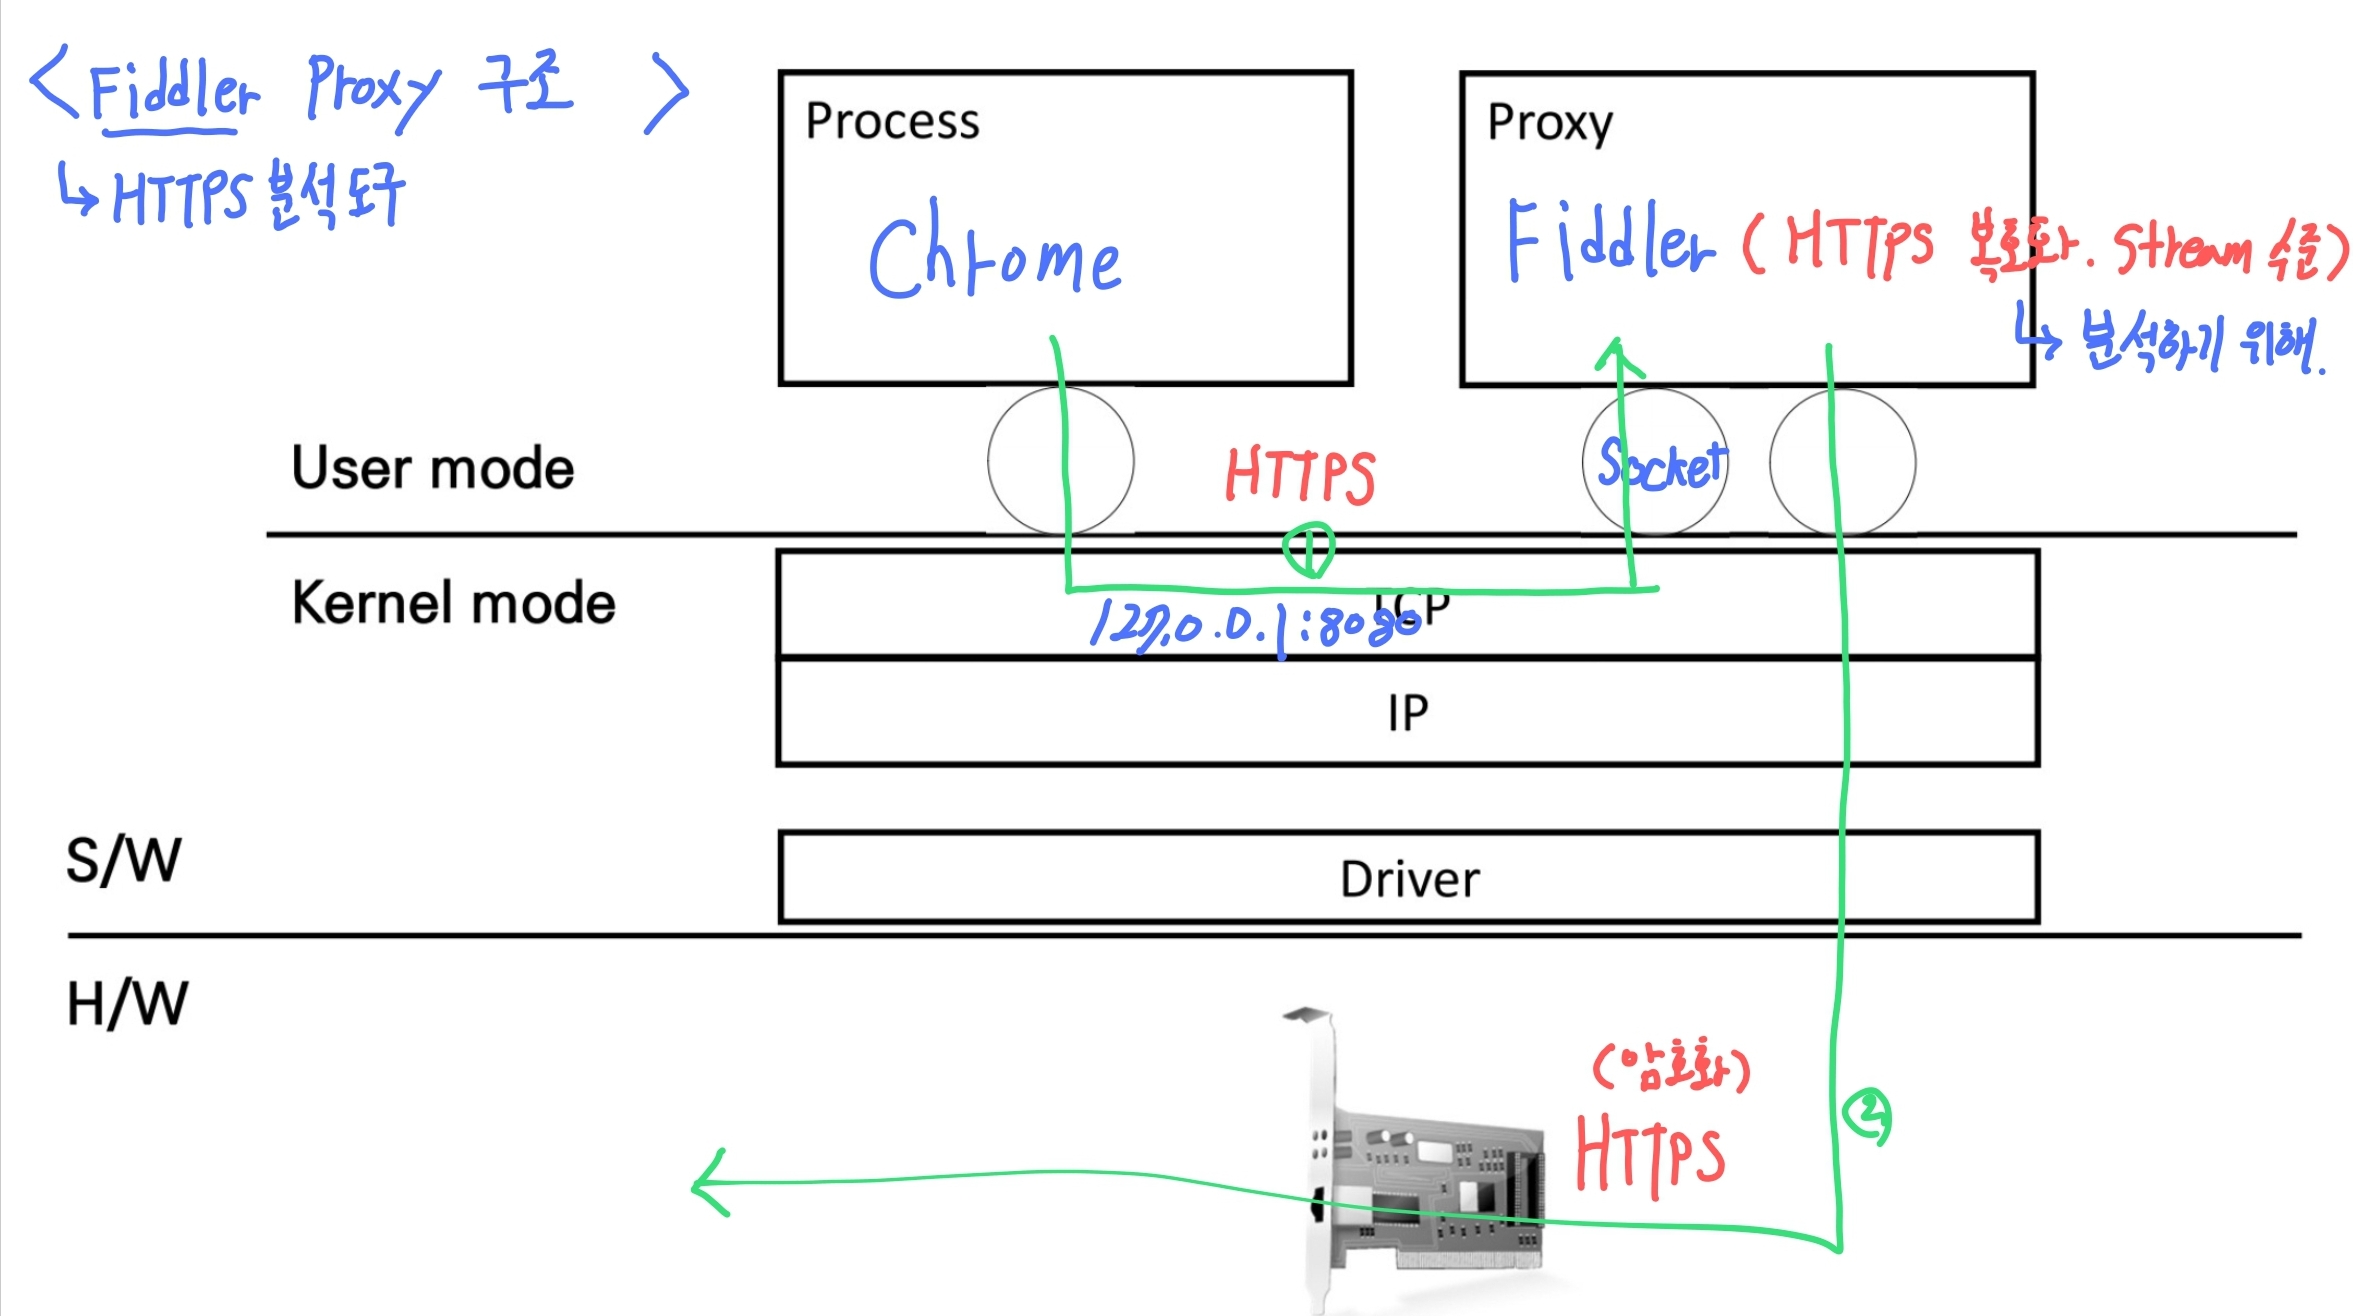 < Fiddler Proxy 구조 >
↳ HTTPS 분석 도구
Process
Chrome
Proxy
Fiddler (HTTPS 복호화. Stream 수준)
↳ 분석하기 위해.
User mode
HTTPS
Socket
①
Kernel mode
TCP
127.0.0.1:8080
IP
S/W
Driver
H/W
(암호화)
HTTPS
②